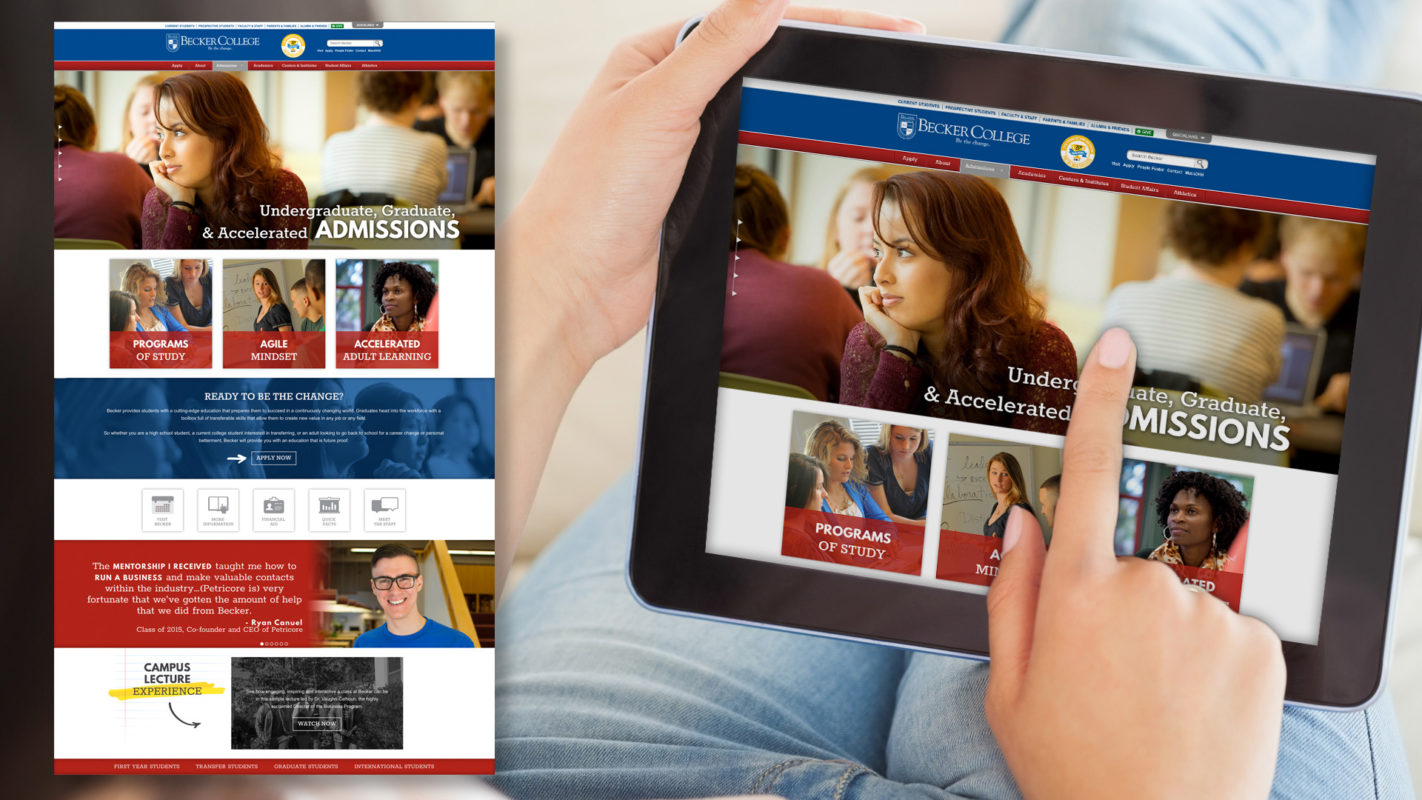 CURRENT STUDENTS | PROSPECTIVE STUDENTS | FACULTY & STAFF | PARENTS & FAMILIES | ALUMNI & FRIENDS GIVE QUICKLINKS
BECKER COLLEGE
Be the change.
Search Becker
Visit Apply People Finder Contact
Apply About Admissions Academics Centers & Institutes Student Affairs Athletics
Undergraduate, Graduate,
& Accelerated ADMISSIONS
PROGRAMS
OF STUDY
AGILE
MINDSET
ACCELERATED
ADULT LEARNING
READY TO BE THE CHANGE?
Becker provides students with a cutting-edge education that prepares them to succeed in a continuously changing world. Graduates head into the workforce with a
toolbox full of transferable skills that allow them to create new value in any job or any field.
So whether you are a high school student, a current college student interested in transferring, or an adult looking to go back to school for a career change or personal
betterment, Becker will provide you with an education that is future proof.
APPLY NOW
VISIT
BECKER
MORE
INFORMATION
FINANCIAL
AID
QUICK
FACTS
MEET
THE STAFF
The MENTORSHIP I RECEIVED taught me how to
RUN A BUSINESS and make valuable contacts
within the industry...(Petricore is) very
fortunate that we've gotten the amount of help
that we did from Becker.
- Ryan Canuel
Class of 2015, Co-founder and CEO of Petricore
CAMPUS
LECTURE
EXPERIENCE
See how engaging, inspiring and interactive a class at Becker can be
in this sample lecture led by Dr. Vaughn Calhoun, the highly
acclaimed Director of the Business Program.
WATCH NOW
FIRST YEAR STUDENTS TRANSFER STUDENTS GRADUATE STUDENTS INTERNATIONAL STUDENTS
CURRENT STUDENTS | PROSPECTIVE STUDENTS | FACULTY & STAFF | PARENTS & FAMILIES | ALUMNI & FRIENDS GIVE QUICKLINKS
BECKER COLLEGE
Be the change.
Search Becker
Visit Apply People Finder Contact
Apply About Admissions Academics Centers & Institutes Student Affairs Athletics
Undergraduate, Graduate,
& Accelerated ADMISSIONS
PROGRAMS
OF STUDY